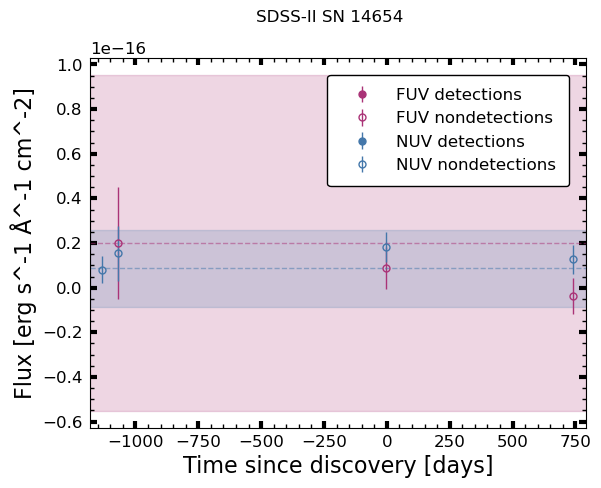 SDSS-II SN 14654
1e−16
FUV detections
FUV nondetections
NUV detections
NUV nondetections
1.0
0.8
0.6
0.4
0.2
0.0
−0.2
−0.4
−0.6
Flux [erg s^-1 Å^-1 cm^-2]
−1000 −750 −500 −250 0 250 500 750
Time since discovery [days]